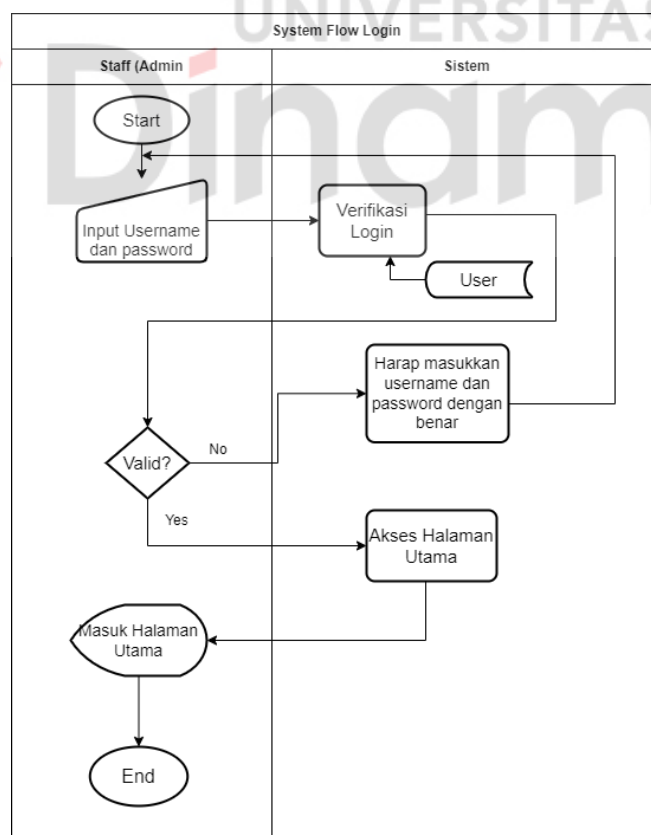 UNIVERSITAS
Dinam
System Flow Login
Staff (Admin
Sistem
Start
Input Username
dan password
Verifikasi
Login
User
Harap masukkan
username dan
password dengan
benar
Valid?
No
Yes
Akses Halaman
Utama
Masuk Halaman
Utama
End